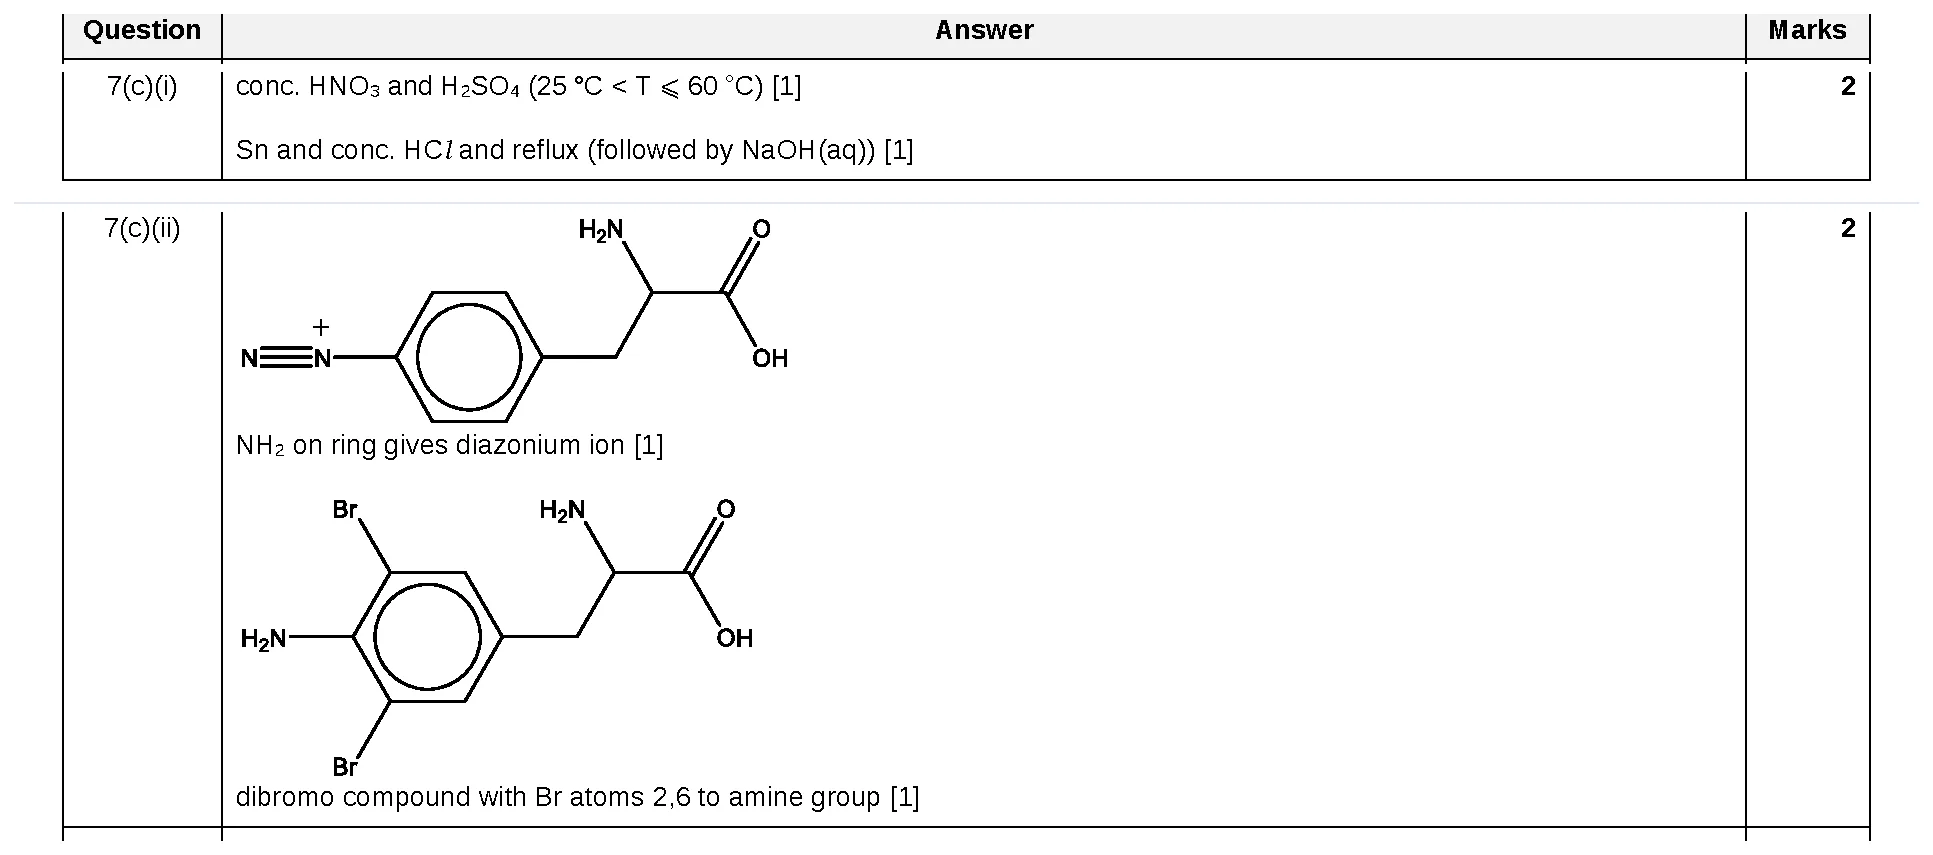 Question Answer Marks
7(c)(i) conc. HNO₃ and H₂SO₄ (25 °C < T ⩽ 60 °C) [1] 2
Sn and conc. HCl and reflux (followed by NaOH(aq)) [1]
7(c)(ii) 2
H₂N O
+
N≡N OH
NH₂ on ring gives diazonium ion [1]
Br H₂N O
H₂N OH
Br
dibromo compound with Br atoms 2,6 to amine group [1]